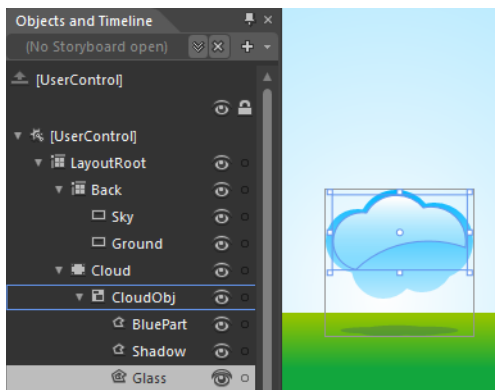 Objects and Timeline
(No Storyboard open)
[UserControl]
[UserControl]
LayoutRoot
Back
Sky
Ground
Cloud
CloudObj
BluePart
Shadow
Glass